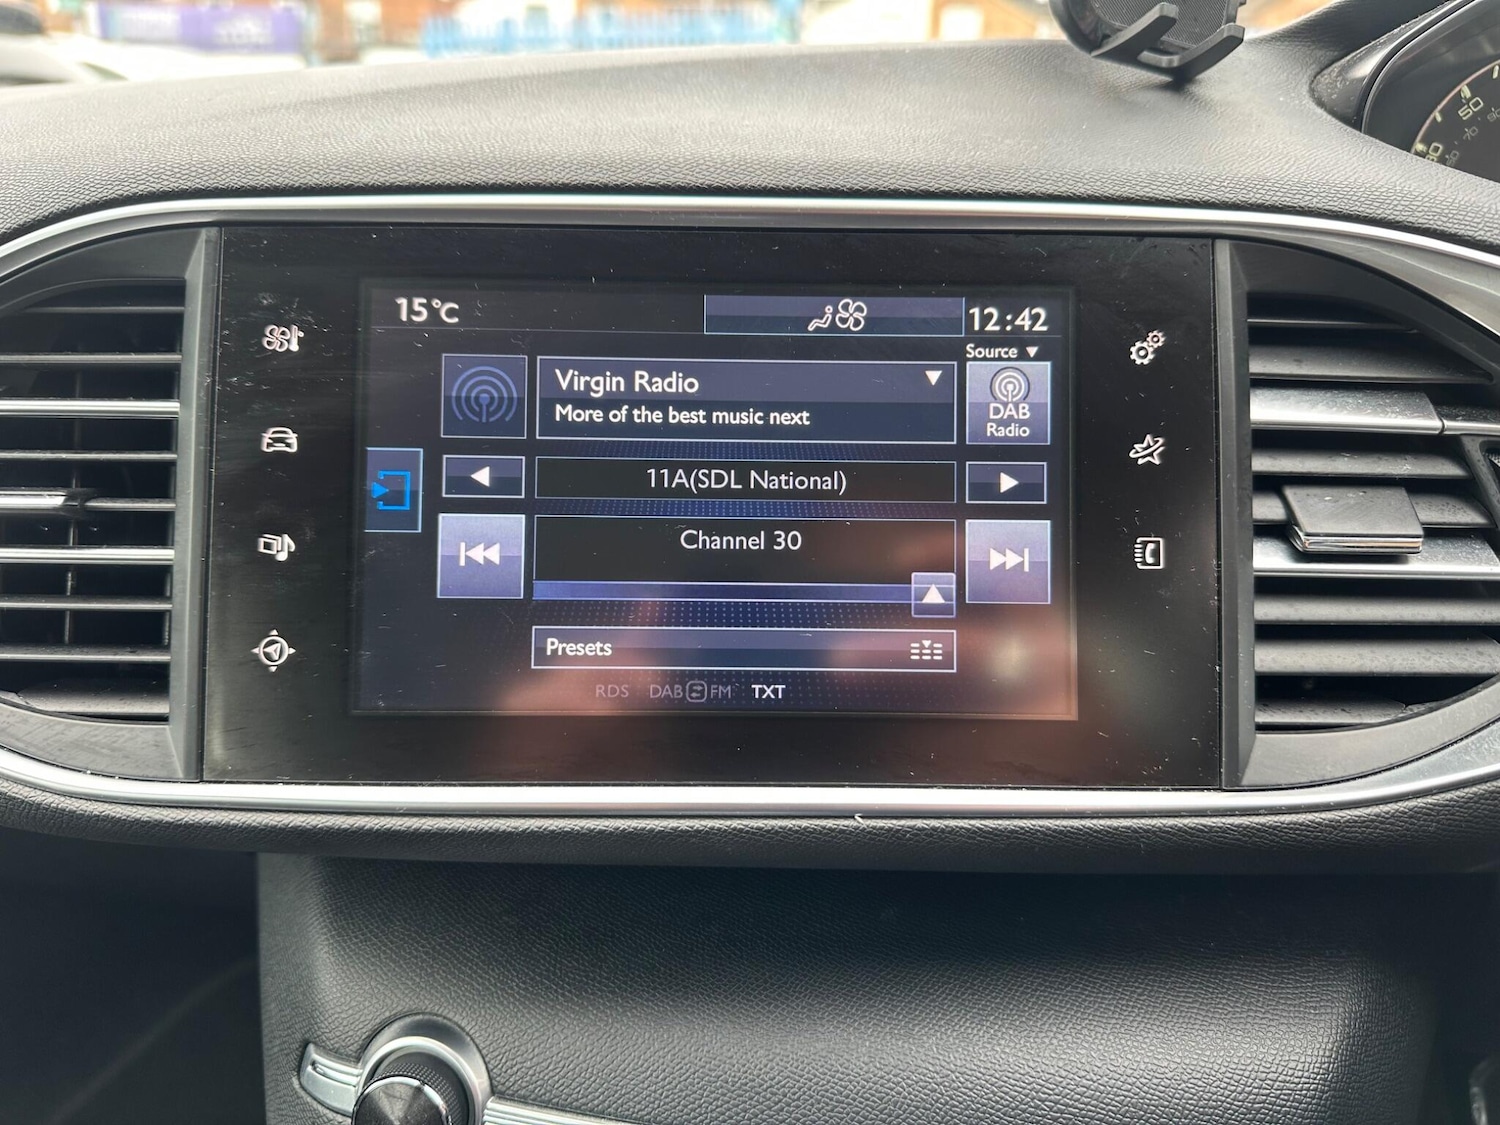 15°C
12:42
Source
Virgin Radio
More of the best music next
DAB
Radio
11A(SDL National)
Channel 30
Presets
RDS DAB FM TXT
50